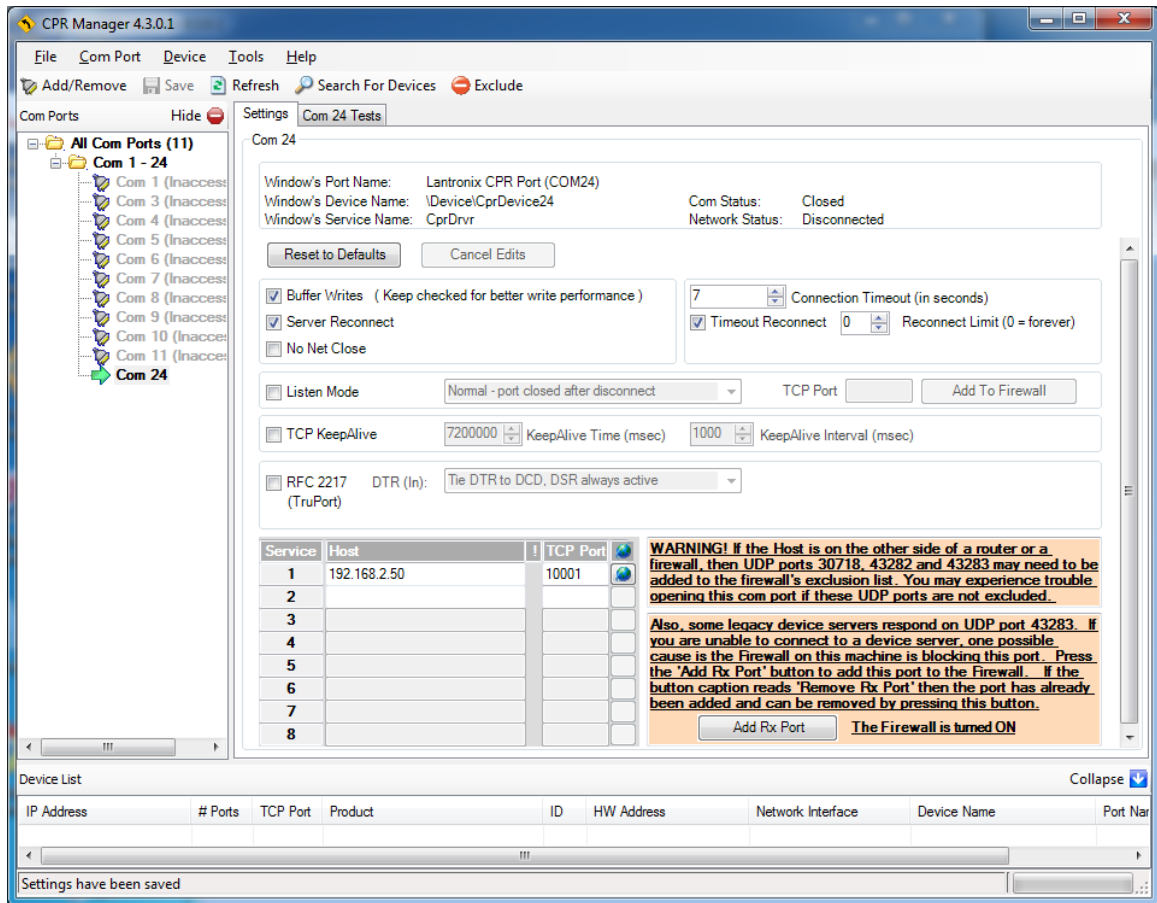 CPR Manager 4.3.0.1
File Com Port Device Tools Help
Add/Remove Save Refresh Search For Devices Exclude
Com Ports Hide
All Com Ports (11)
Com 1 - 24
Com 1 (Inaccess
Com 3 (Inaccess
Com 4 (Inaccess
Com 5 (Inaccess
Com 6 (Inaccess
Com 7 (Inaccess
Com 8 (Inaccess
Com 9 (Inaccess
Com 10 (Inacces
Com 11 (Inacces
Com 24
Settings Com 24 Tests
Com 24
Window's Port Name: Lantronix CPR Port (COM24)
Window's Device Name: \Device\CprDevice24 Com Status: Closed
Window's Service Name: CprDrvr Network Status: Disconnected
Reset to Defaults Cancel Edits
Buffer Writes ( Keep checked for better write performance )
Server Reconnect
No Net Close
7 Connection Timeout (in seconds)
Timeout Reconnect 0 Reconnect Limit (0 = forever)
Listen Mode Normal - port closed after disconnect TCP Port Add To Firewall
TCP KeepAlive 7200000 KeepAlive Time (msec) 1000 KeepAlive Interval (msec)
RFC 2217 DTR (In): Tie DTR to DCD, DSR always active
(TruPort)
Service Host ! TCP Port
1 192.168.2.50 10001
2
3
4
5
6
7
8
WARNING! If the Host is on the other side of a router or a
firewall, then UDP ports 30718, 43282 and 43283 may need to be
added to the firewall's exclusion list. You may experience trouble
opening this com port if these UDP ports are not excluded.
Also, some legacy device servers respond on UDP port 43283. If
you are unable to connect to a device server, one possible
cause is the Firewall on this machine is blocking this port. Press
the 'Add Rx Port' button to add this port to the Firewall. If the
button caption reads 'Remove Rx Port' then the port has already
been added and can be removed by pressing this button.
Add Rx Port The Firewall is turned ON
Device List Collapse
IP Address # Ports TCP Port Product ID HW Address Network Interface Device Name Port Nar
Settings have been saved